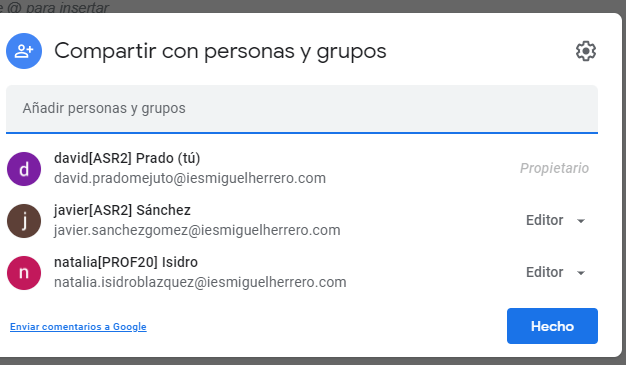 @ para insertar
Compartir con personas y grupos
Añadir personas y grupos
d
david[ASR2] Prado (tú)
david.pradomejuto@iesmiguelherrero.com
Propietario
j
javier[ASR2] Sánchez
javier.sanchezgomez@iesmiguelherrero.com
Editor
n
natalia[PROF20] Isidro
natalia.isidroblazquez@iesmiguelherrero.com
Editor
Enviar comentarios a Google
Hecho